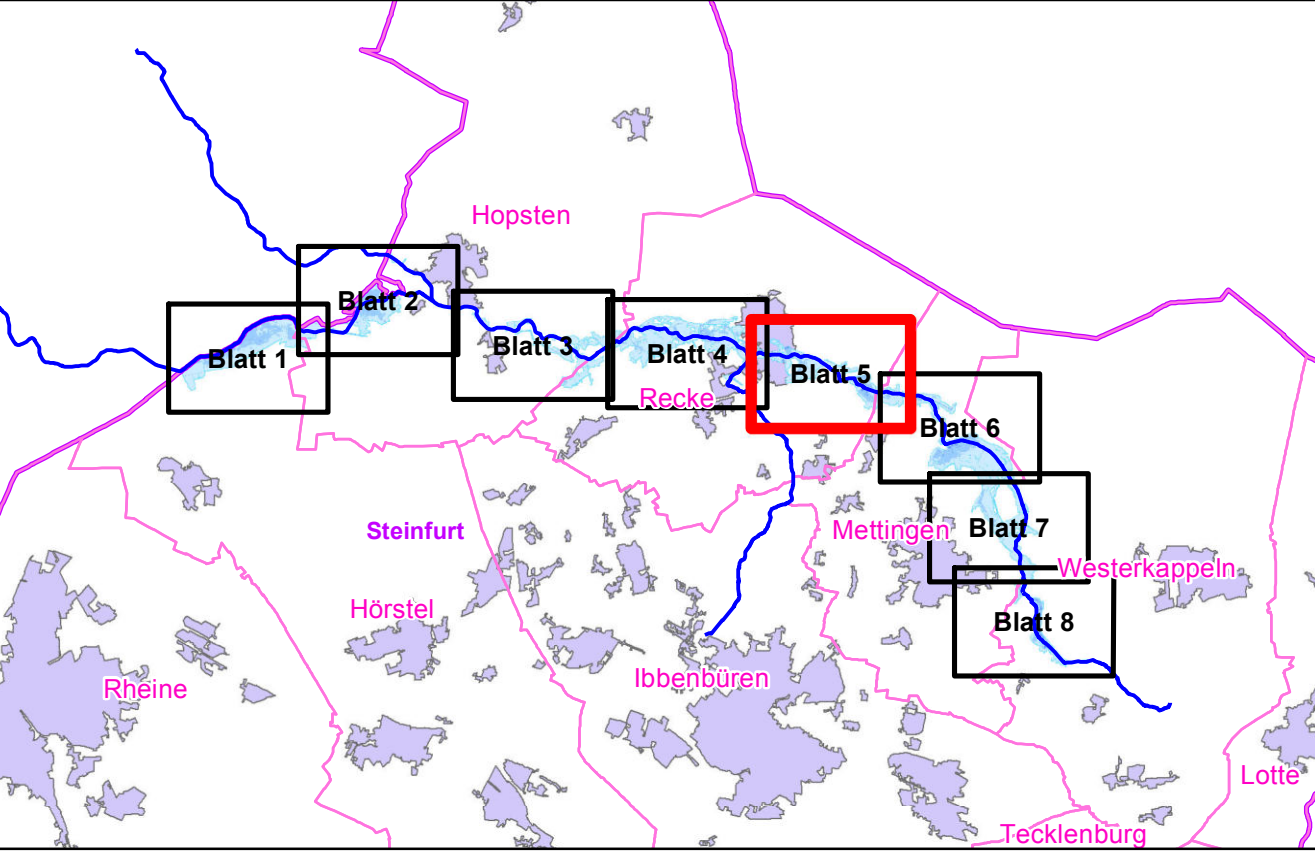 Hopsten
Blatt 2
Blatt 1
Blatt 3
Blatt 4
Blatt 5
Recke
Blatt 6
Steinfurt
Mettingen
Blatt 7
Westerkappeln
Hörstel
Blatt 8
Ibbenbüren
Rheine
Lotte
Tecklenburg